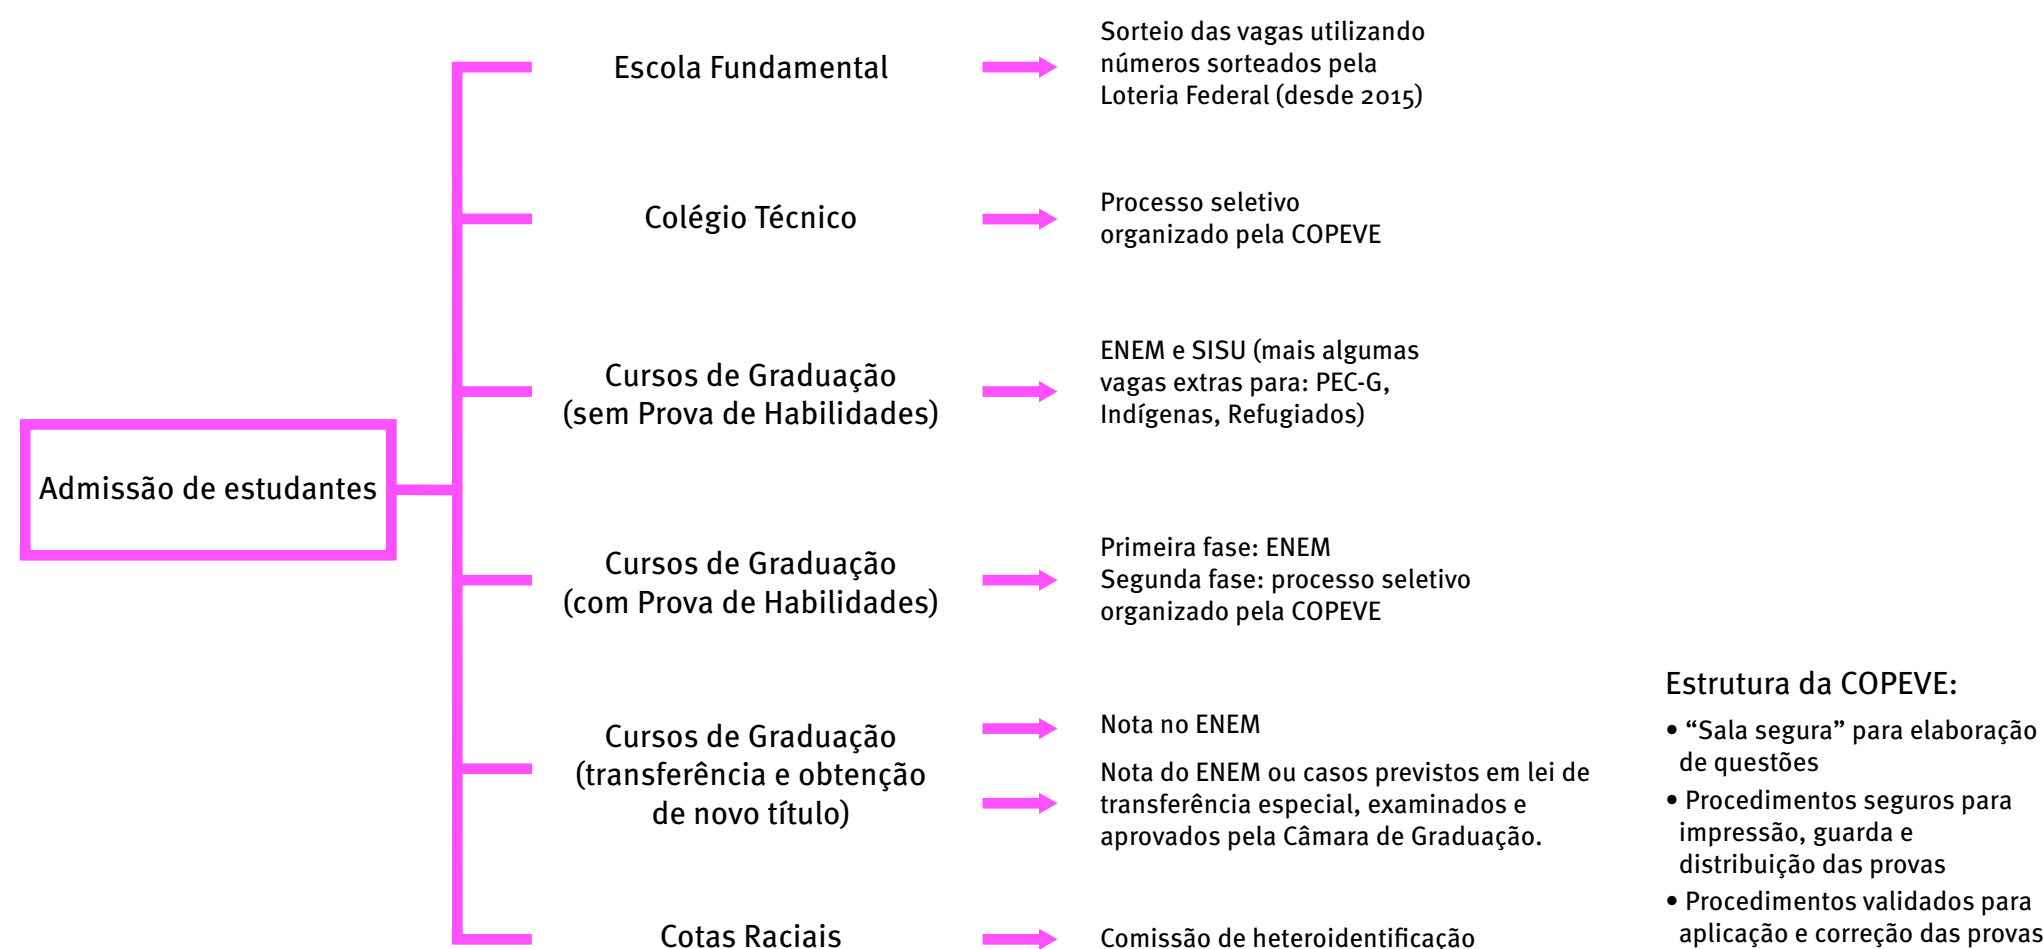 Admissão de estudantes
Escola Fundamental
Sorteio das vagas utilizando
números sorteados pela
Loteria Federal (desde 2015)
Colégio Técnico
Processo seletivo
organizado pela COPEVE
Cursos de Graduação
(sem Prova de Habilidades)
ENEM e SISU (mais algumas
vagas extras para: PEC-G,
Indígenas, Refugiados)
Cursos de Graduação
(com Prova de Habilidades)
Primeira fase: ENEM
Segunda fase: processo seletivo
organizado pela COPEVE
Cursos de Graduação
(transferência e obtenção
de novo título)
Nota no ENEM
Nota do ENEM ou casos previstos em lei de
transferência especial, examinados e
aprovados pela Câmara de Graduação.
Cotas Raciais
Comissão de heteroidentificação
Estrutura da COPEVE:
• “Sala segura” para elaboração
de questões
• Procedimentos seguros para
impressão, guarda e
distribuição das provas
• Procedimentos validados para
aplicação e correção das provas